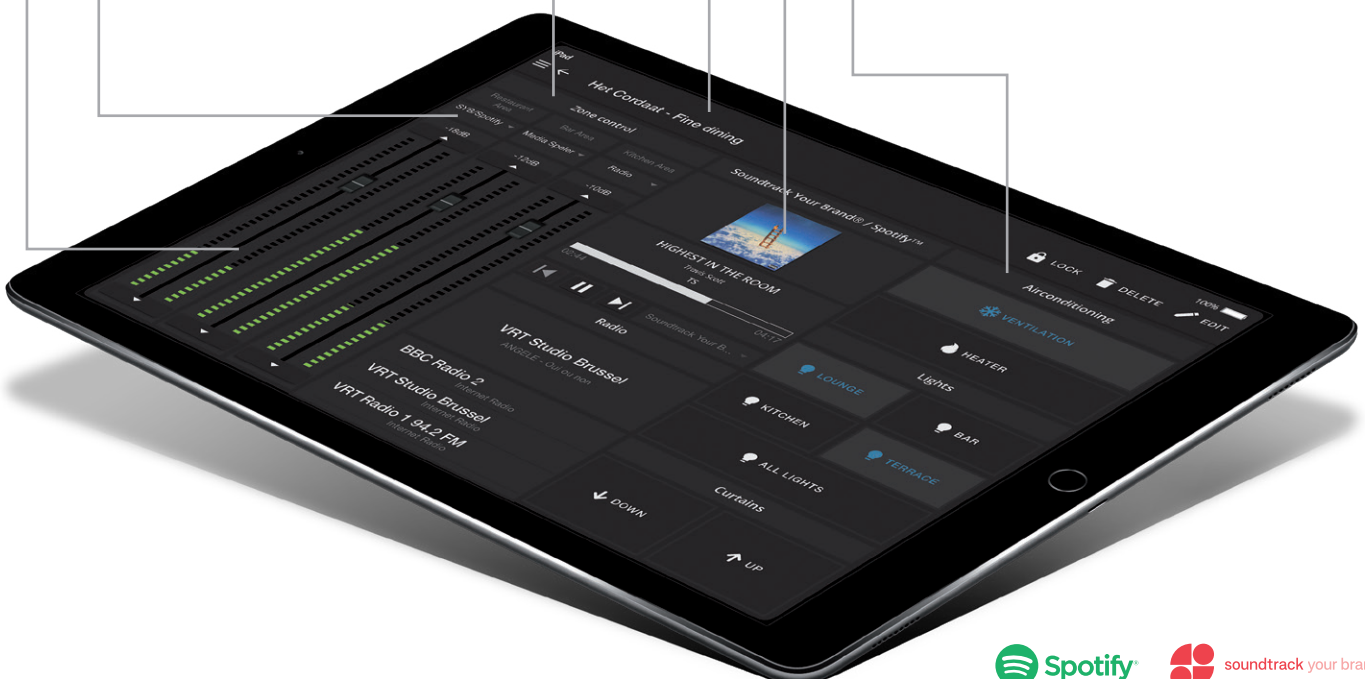 iPad
100%
Het Cordaat - Fine dining
LOCK
DELETE
EDIT
Zone control
Restaurant
Area
SYB/Spotify
-18dB
Bar Area
Media Speler
-12dB
Kitchen Area
Radio
-10dB
Soundtrack Your Brand® / Spotify™
HIGHEST IN THE ROOM
Travis Scott
TS
02:44
04:17
Soundtrack Your B...
Radio
VRT Studio Brussel
ANGELE - Oui ou non
BBC Radio 2
Internet Radio
VRT Studio Brussel
Internet Radio
VRT Radio 1 94.2 FM
Internet Radio
Airconditioning
VENTILATION
HEATER
Lights
LOUNGE
BAR
KITCHEN
TERRACE
ALL LIGHTS
Curtains
DOWN
UP
Spotify®
soundtrack your bran